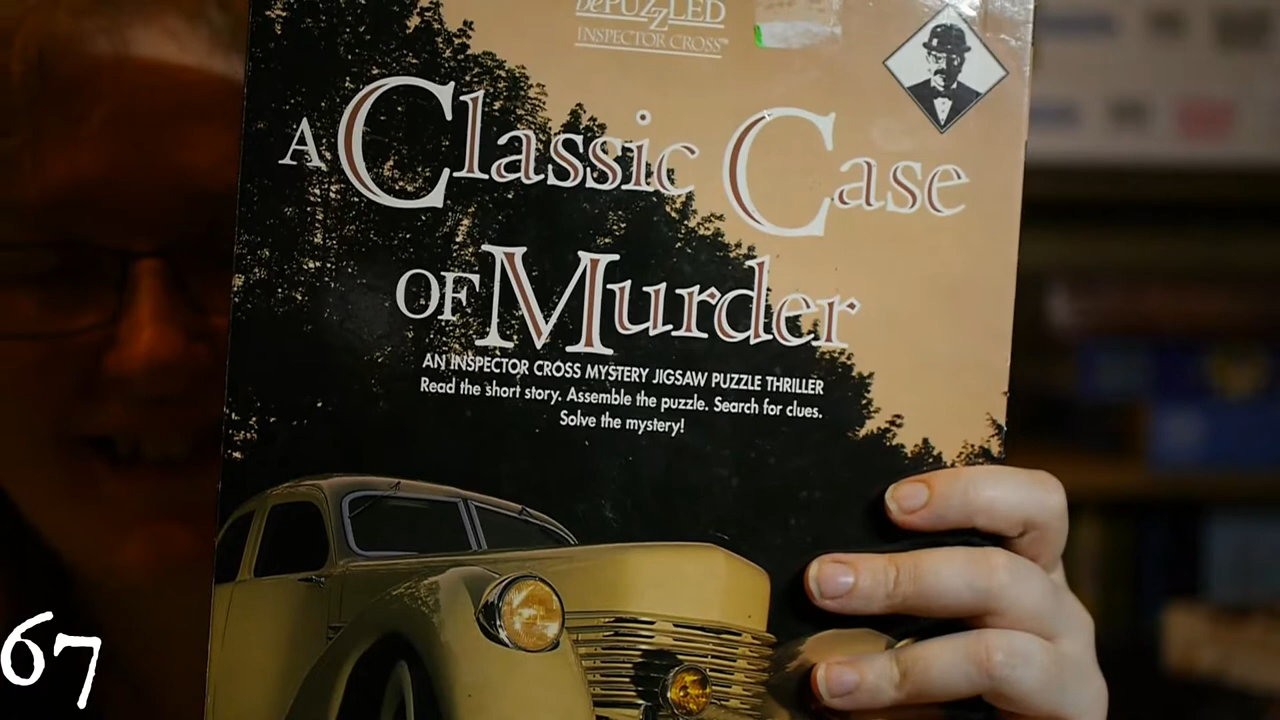 bePUZZLED
INSPECTOR CROSS™
A Classic Case
OF Murder
AN INSPECTOR CROSS MYSTERY JIGSAW PUZZLE THRILLER
Read the short story. Assemble the puzzle. Search for clues.
Solve the mystery!
67